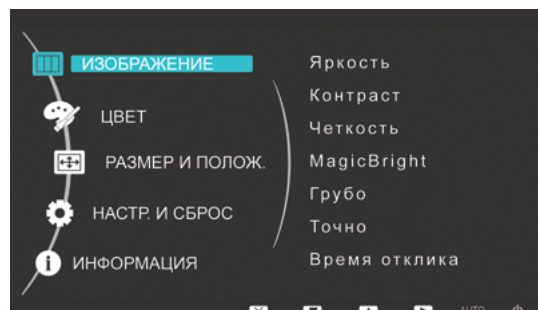 ИЗОБРАЖЕНИЕ
ЦВЕТ
РАЗМЕР И ПОЛОЖ.
НАСТР. И СБРОС
ИНФОРМАЦИЯ
Яркость
Контраст
Четкость
MagicBright
Грубо
Точно
Время отклика
AUTO